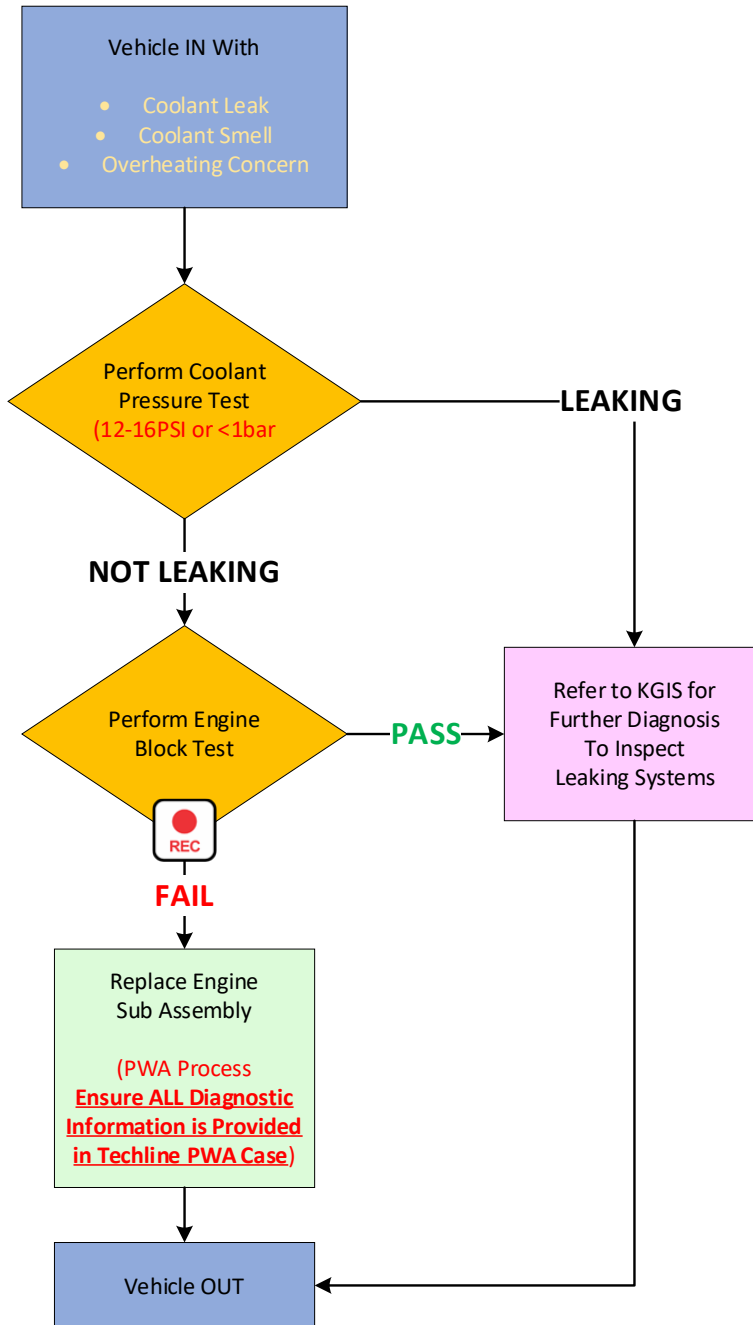 Vehicle IN With
• Coolant Leak
• Coolant Smell
• Overheating Concern
Perform Coolant
Pressure Test
(12-16PSI or <1bar
LEAKING
NOT LEAKING
Perform Engine
Block Test
PASS
Refer to KGIS for
Further Diagnosis
To Inspect
Leaking Systems
REC
FAIL
Replace Engine
Sub Assembly
(PWA Process
Ensure ALL Diagnostic
Information is Provided
in Techline PWA Case)
Vehicle OUT